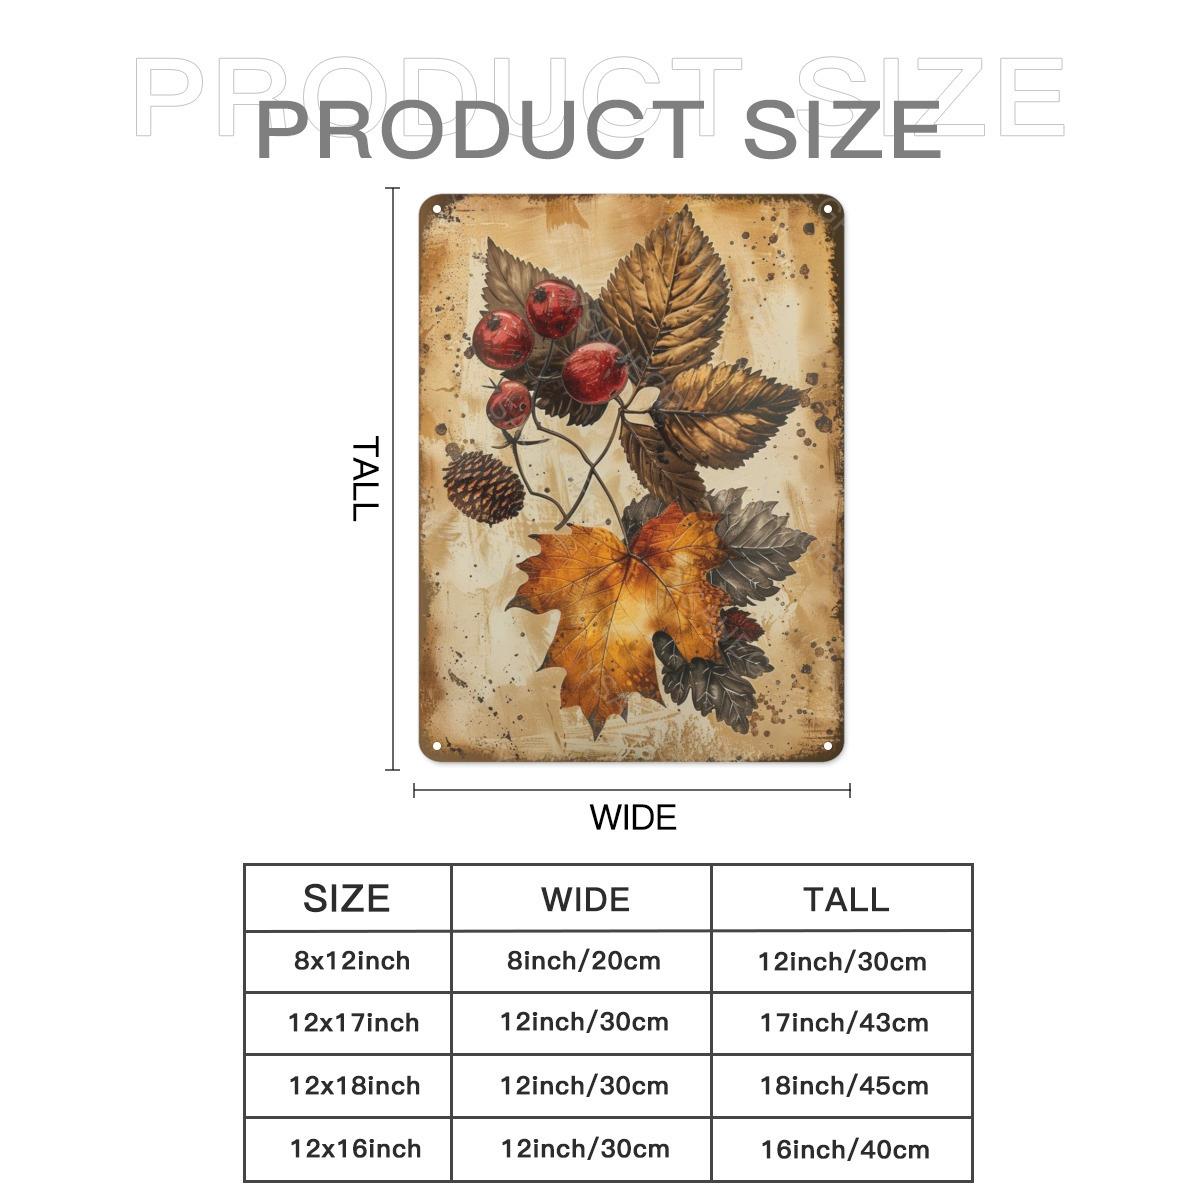 PRODUCT SIZE
PRODUCT SIZE
TALL
WIDE
SIZE WIDE TALL
8x12inch 8inch/20cm 12inch/30cm
12x17inch 12inch/30cm 17inch/43cm
12x18inch 12inch/30cm 18inch/45cm
12x16inch 12inch/30cm 16inch/40cm